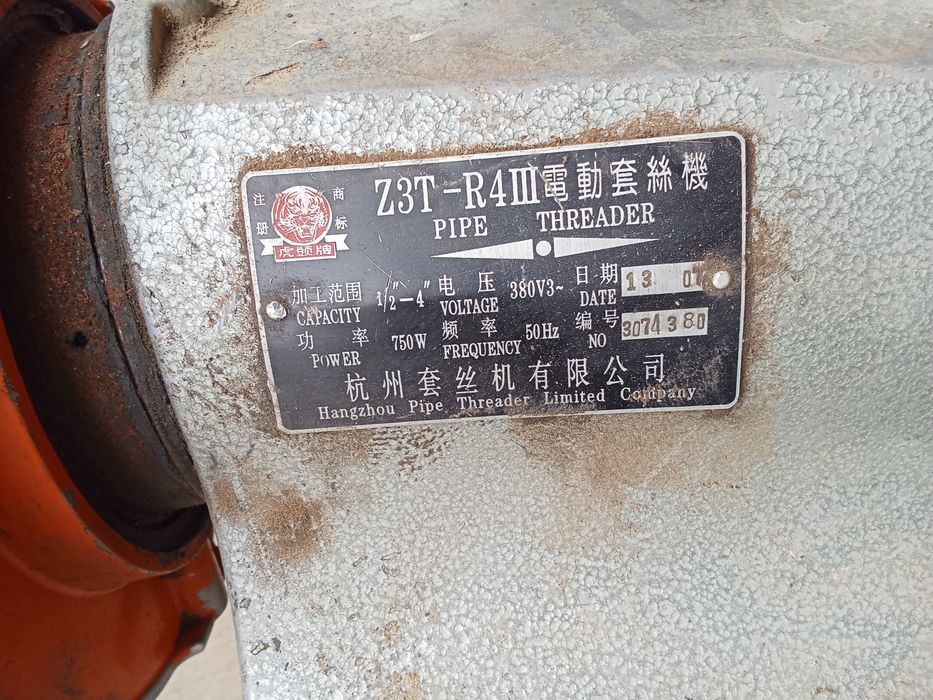 注册 商标
虎頭牌
Z3T-R4III電動套絲機
PIPE THREADER
加工范围 1/2"-4" 电压 380V3~ 日期 13 07
CAPACITY VOLTAGE DATE
功率 750W 频率 50Hz 编号 3074380
POWER FREQUENCY NO
杭州套丝机有限公司
Hangzhou Pipe Threader Limited Company